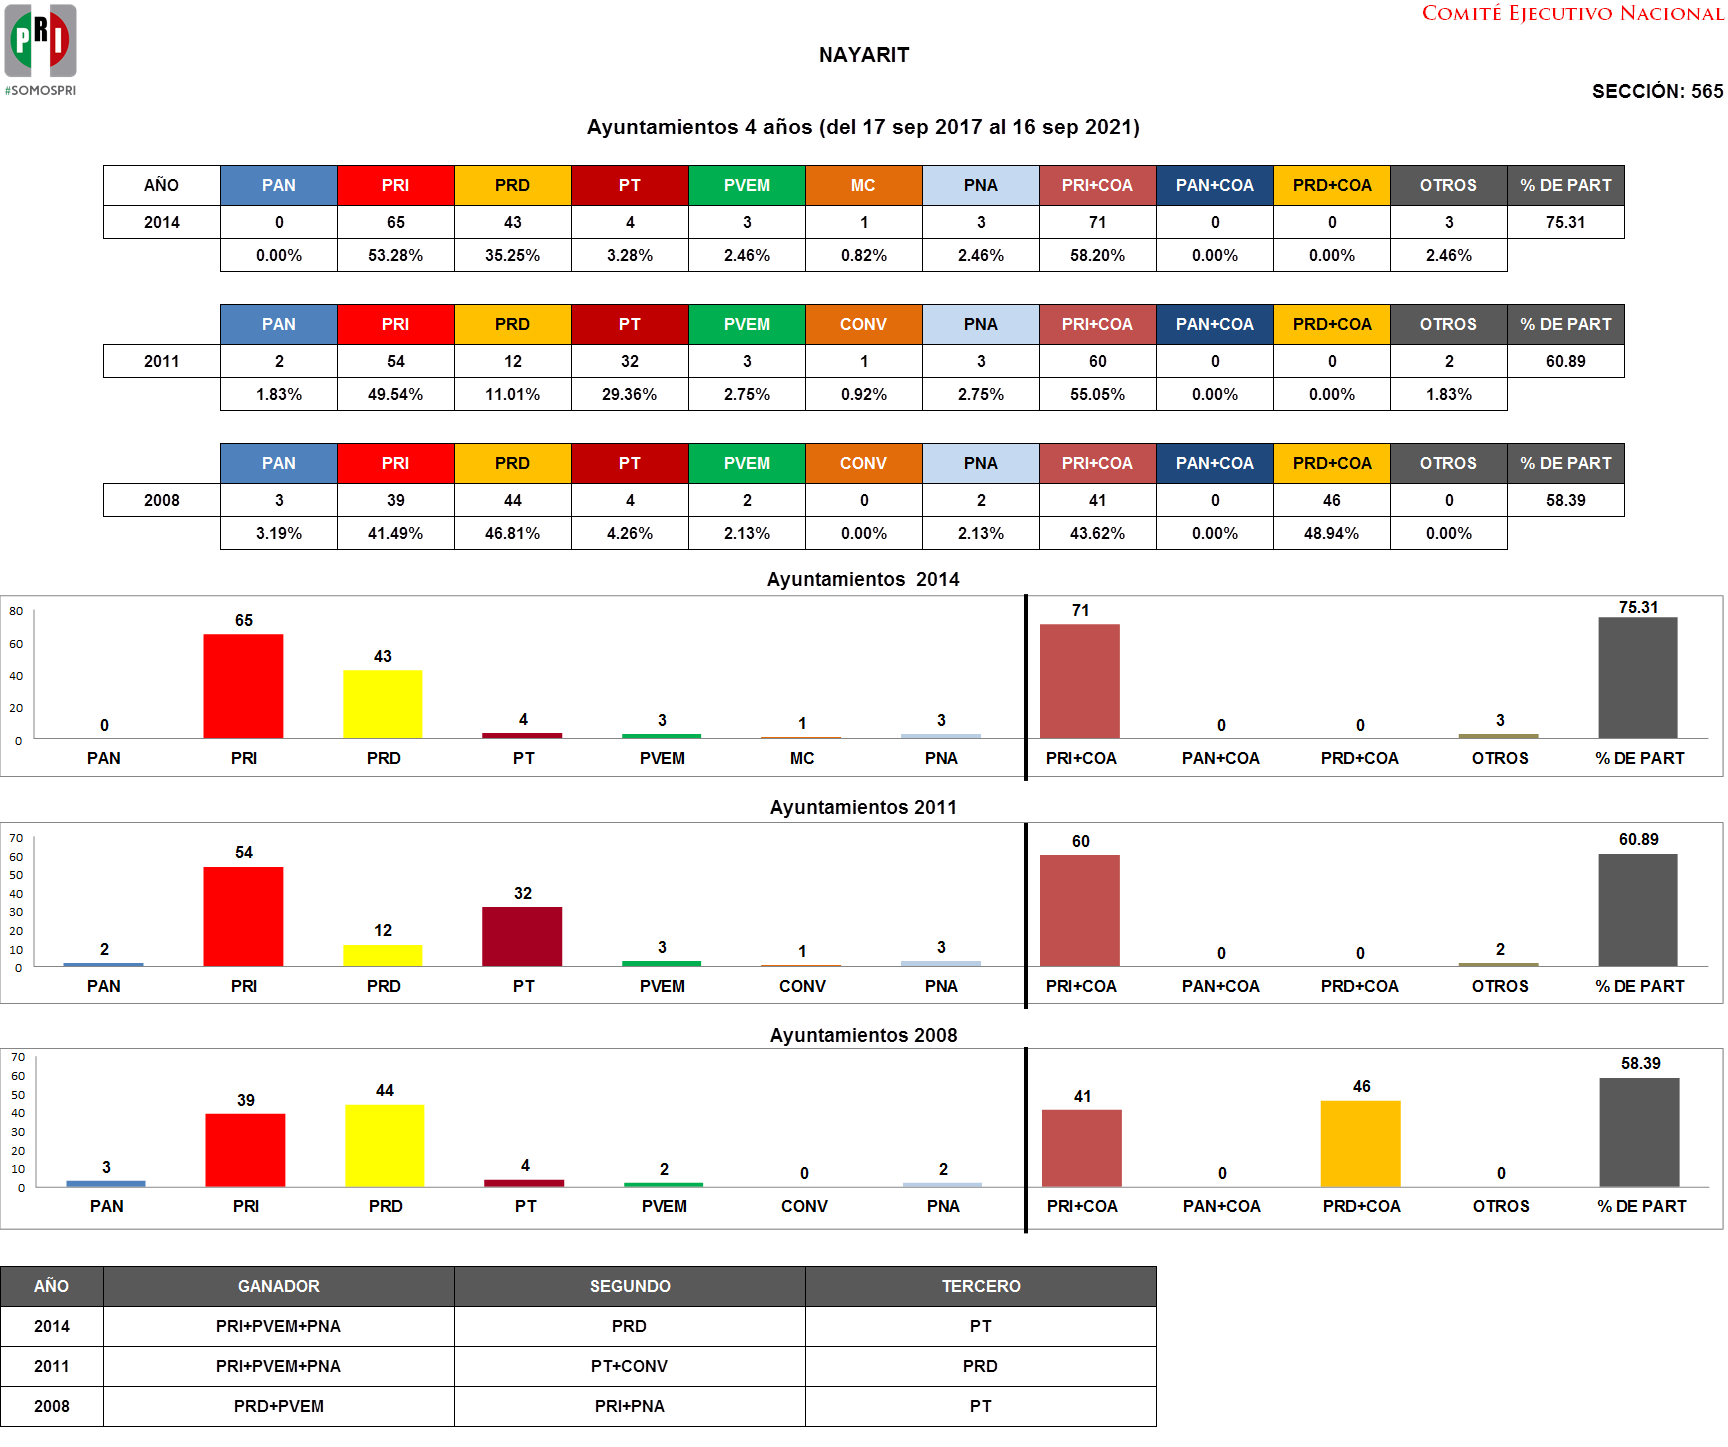 PRI
#SOMOSPRI
COMITÉ EJECUTIVO NACIONAL
NAYARIT
SECCIÓN: 565
Ayuntamientos 4 años (del 17 sep 2017 al 16 sep 2021)
AÑO PAN PRI PRD PT PVEM MC PNA PRI+COA PAN+COA PRD+COA OTROS % DE PART
2014 0 65 43 4 3 1 3 71 0 0 3 75.31
0.00% 53.28% 35.25% 3.28% 2.46% 0.82% 2.46% 58.20% 0.00% 0.00% 2.46%
PAN PRI PRD PT PVEM CONV PNA PRI+COA PAN+COA PRD+COA OTROS % DE PART
2011 2 54 12 32 3 1 3 60 0 0 2 60.89
1.83% 49.54% 11.01% 29.36% 2.75% 0.92% 2.75% 55.05% 0.00% 0.00% 1.83%
PAN PRI PRD PT PVEM CONV PNA PRI+COA PAN+COA PRD+COA OTROS % DE PART
2008 3 39 44 4 2 0 2 41 0 46 0 58.39
3.19% 41.49% 46.81% 4.26% 2.13% 0.00% 2.13% 43.62% 0.00% 48.94% 0.00%
Ayuntamientos 2014
80
60
40
20
0
0 65 43 4 3 1 3 71 0 0 3 75.31
PAN PRI PRD PT PVEM MC PNA PRI+COA PAN+COA PRD+COA OTROS % DE PART
Ayuntamientos 2011
70
60
50
40
30
20
10
0
2 54 12 32 3 1 3 60 0 0 2 60.89
PAN PRI PRD PT PVEM CONV PNA PRI+COA PAN+COA PRD+COA OTROS % DE PART
Ayuntamientos 2008
70
60
50
40
30
20
10
0
3 39 44 4 2 0 2 41 0 46 0 58.39
PAN PRI PRD PT PVEM CONV PNA PRI+COA PAN+COA PRD+COA OTROS % DE PART
AÑO GANADOR SEGUNDO TERCERO
2014 PRI+PVEM+PNA PRD PT
2011 PRI+PVEM+PNA PT+CONV PRD
2008 PRD+PVEM PRI+PNA PT